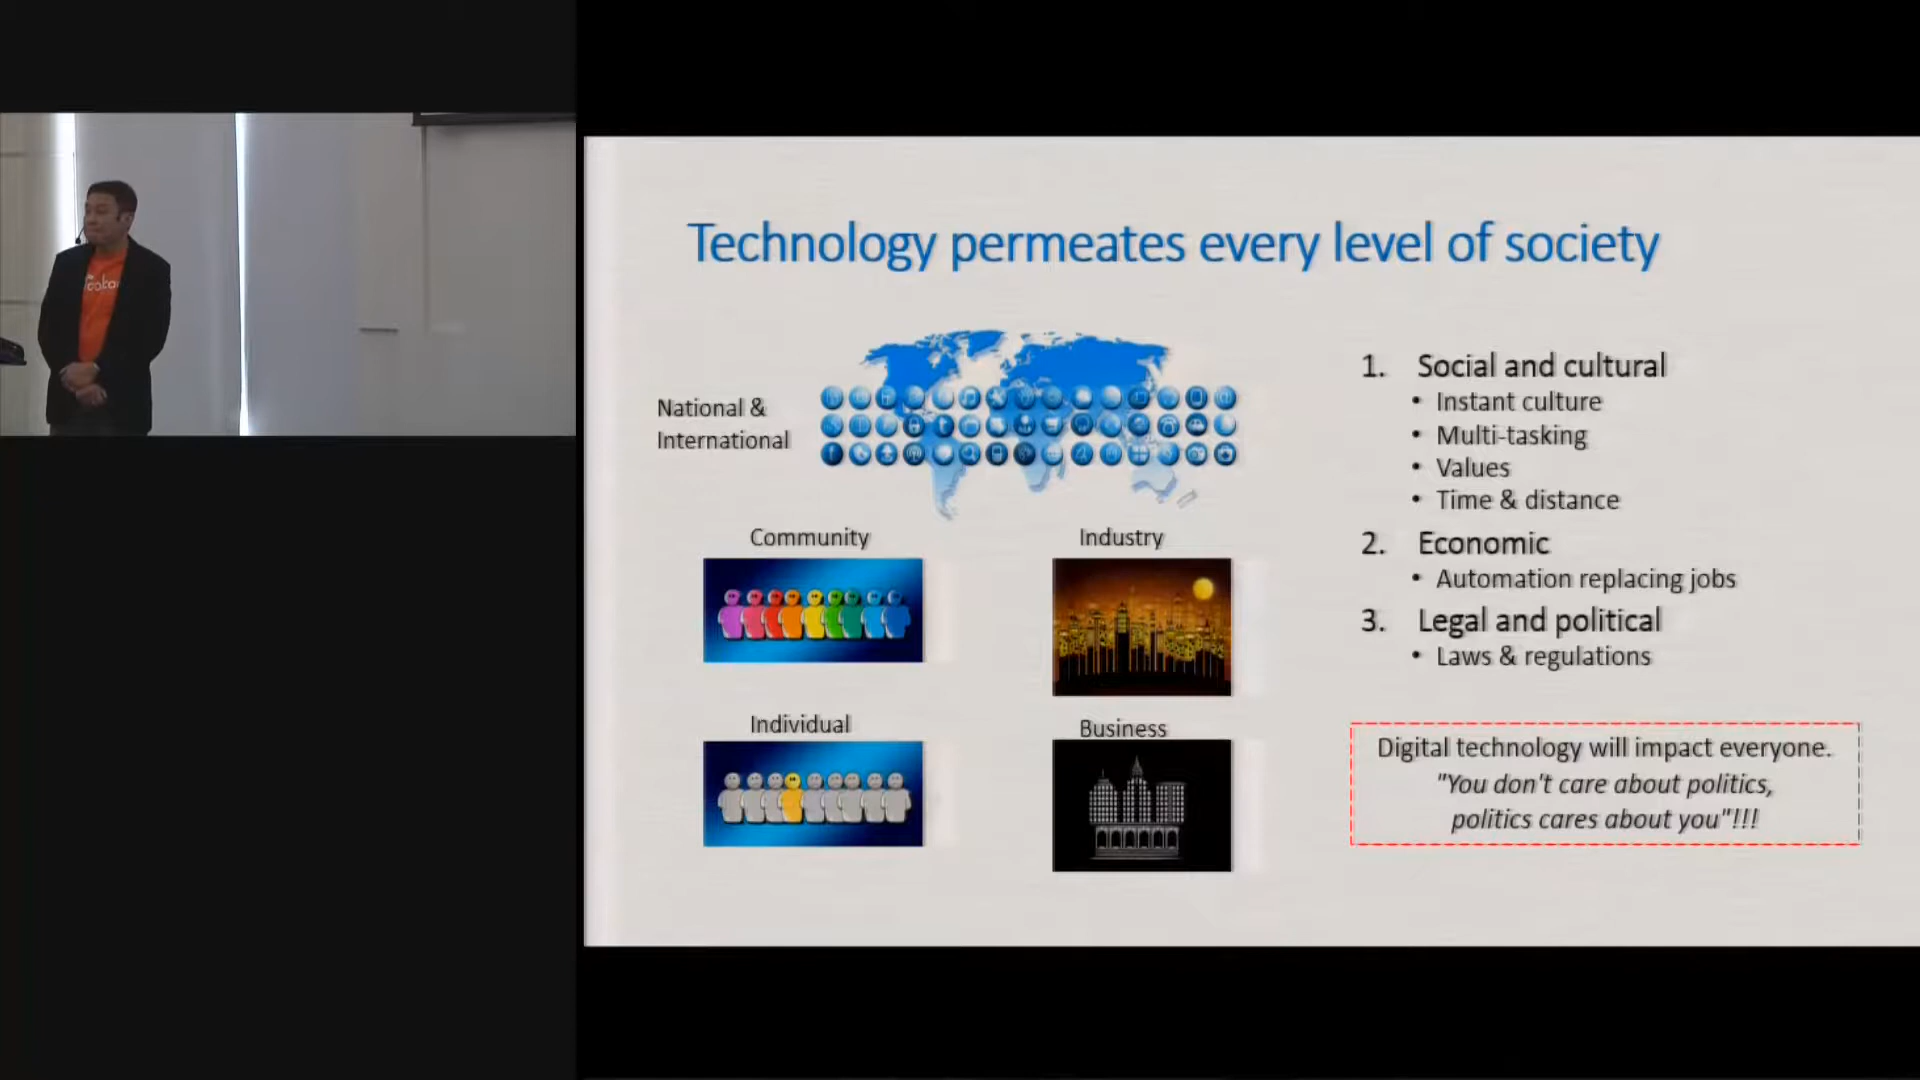 Technology permeates every level of society
National &
International
Community
Industry
Individual
Business
1. Social and cultural
• Instant culture
• Multi-tasking
• Values
• Time & distance
2. Economic
• Automation replacing jobs
3. Legal and political
• Laws & regulations
Digital technology will impact everyone.
"You don't care about politics,
politics cares about you"!!!